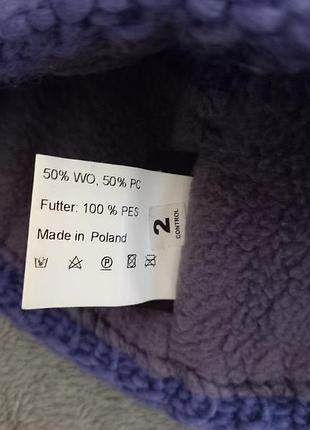 50% WO, 50% PC
Futter: 100 % PES
Made in Poland
2
CONTROL